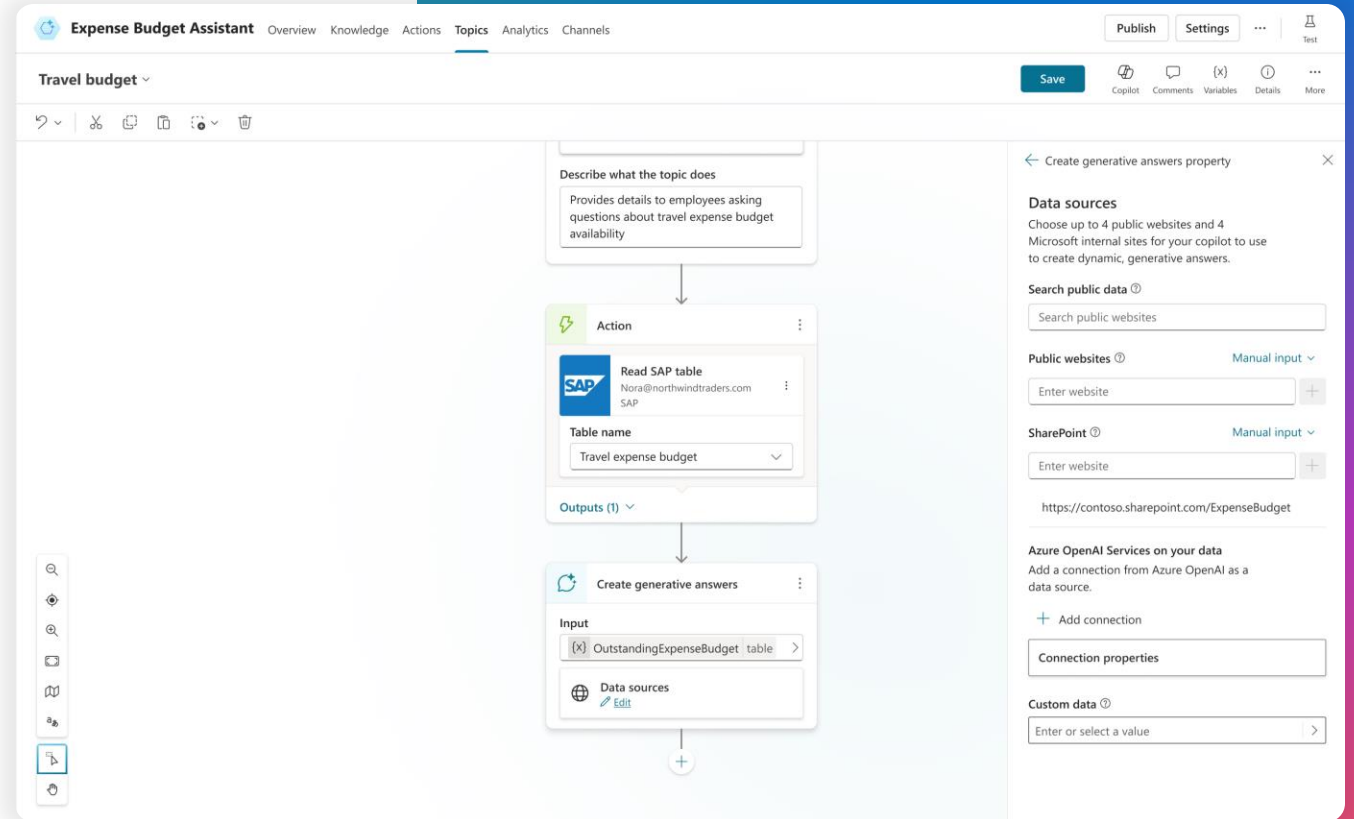 Expense Budget Assistant Overview Knowledge Actions Topics Analytics Channels Publish Settings ... Test
Travel budget Save Copilot Comments {x} Variables Details ... More
Describe what the topic does
Provides details to employees asking
questions about travel expense budget
availability
Action
SAP
Read SAP table
Nora@northwindtraders.com
SAP
Table name
Travel expense budget
Outputs (1)
Create generative answers
Input
{x} OutstandingExpenseBudget table
Data sources
Edit
Create generative answers property
Data sources
Choose up to 4 public websites and 4
Microsoft internal sites for your copilot to use
to create dynamic, generative answers.
Search public data
Search public websites
Public websites Manual input
Enter website
SharePoint Manual input
Enter website
https://contoso.sharepoint.com/ExpenseBudget
Azure OpenAI Services on your data
Add a connection from Azure OpenAI as a
data source.
Add connection
Connection properties
Custom data
Enter or select a value